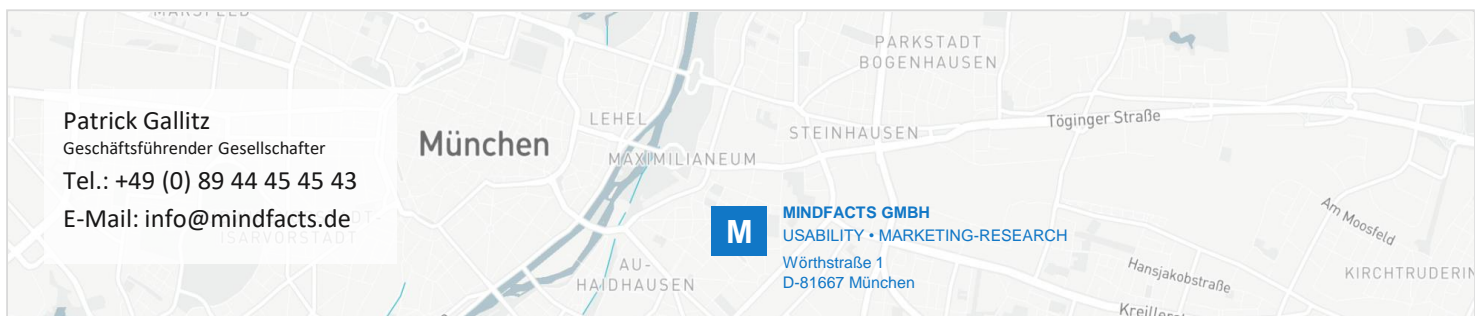 Patrick Gallitz
Geschäftsführender Gesellschafter
Tel.: +49 (0) 89 44 45 45 43
E-Mail: info@mindfacts.de
München
LEHEL
MAXIMILIANEUM
PARKSTADT
BOGENHAUSEN
STEINHAUSEN
Töginger Straße
M
MINDFACTS GMBH
USABILITY • MARKETING-RESEARCH
Wörthstraße 1
D-81667 München
ISARVORSTADT
AU-
HAIDHAUSEN
Am Moosfeld
Hansjakobstraße
KIRCHTRUDERIN